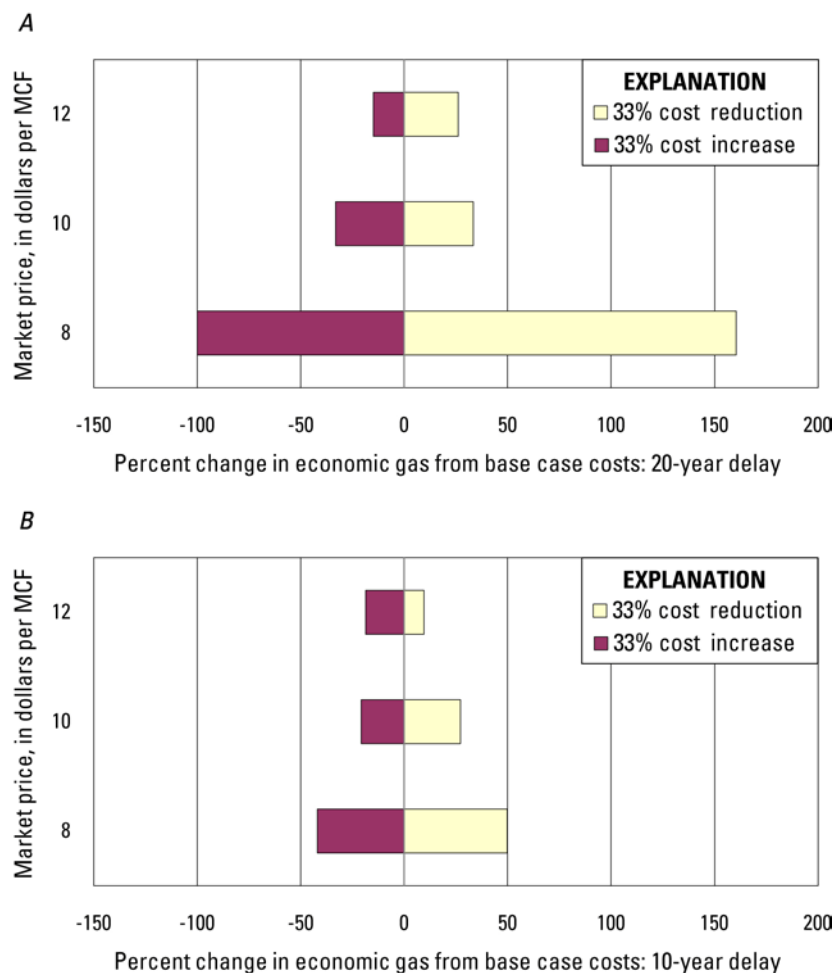 A
EXPLANATION
33% cost reduction
33% cost increase
Market price, in dollars per MCF
12
10
8
-150 -100 -50 0 50 100 150 200
Percent change in economic gas from base case costs: 20-year delay
B
EXPLANATION
33% cost reduction
33% cost increase
Market price, in dollars per MCF
12
10
8
-150 -100 -50 0 50 100 150 200
Percent change in economic gas from base case costs: 10-year delay